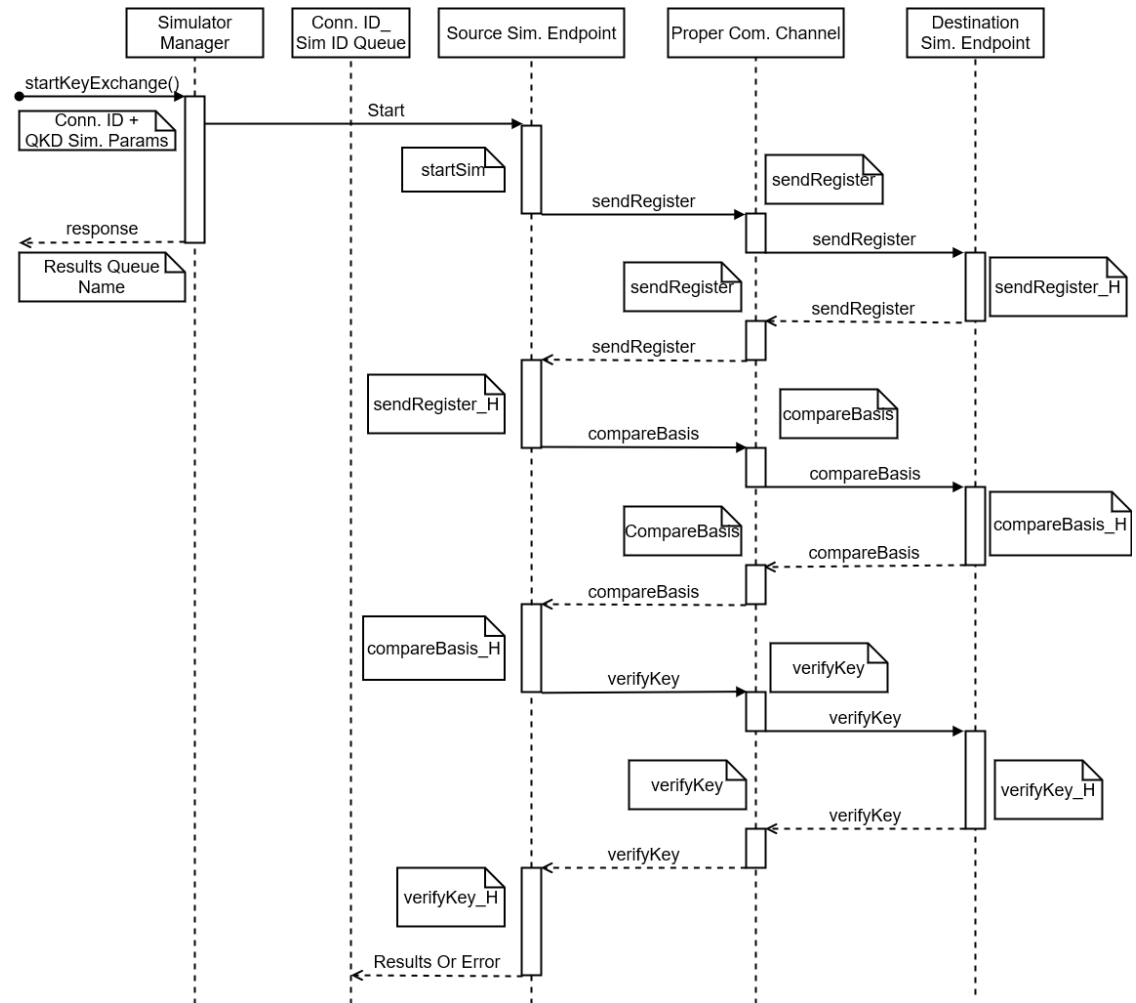 Simulator
Manager
Conn. ID_
Sim ID Queue
Source Sim. Endpoint
Proper Com. Channel
Destination
Sim. Endpoint
startKeyExchange()
Conn. ID +
QKD Sim. Params
Start
startSim
sendRegister
sendRegister
sendRegister
response
Results Queue
Name
sendRegister
sendRegister_H
sendRegister
sendRegister
sendRegister_H
compareBasis
compareBasis
compareBasis
CompareBasis
compareBasis_H
compareBasis
compareBasis
compareBasis_H
verifyKey
verifyKey
verifyKey
verifyKey
verifyKey_H
verifyKey
verifyKey
verifyKey_H
Results Or Error